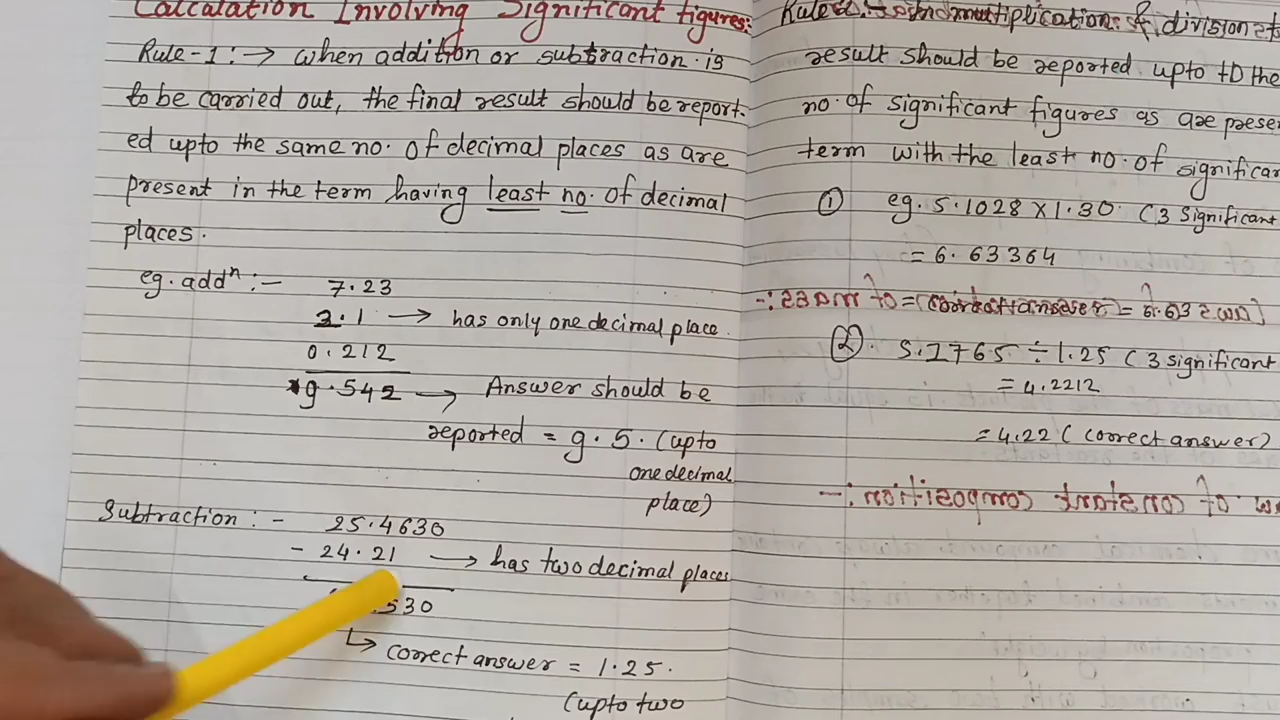 Calculation Involving Significant figures:
Rule-1:→ when addition or subtraction is
to be carried out, the final result should be report-
ed upto the same no. of decimal places as are
present in the term having least no. of decimal
places.
eg. addⁿ :— 7.23
2.1 → has only one decimal place.
0.212
9.542 → Answer should be
reported = 9.5. (upto
one decimal
place)
Subtraction : - 25.4630
- 24.21 → has two decimal places
530
↳ correct answer = 1.25.
(upto two
multiplication & division
result should be reported upto to the
no. of significant figures as are prese
term with the least no. of significan
① eg. 5.1028 × 1.30 (3 Significant
= 6.63364
② 5.2765 ÷ 1.25 (3 significant
= 4.2212
= 4.22 (correct answer)